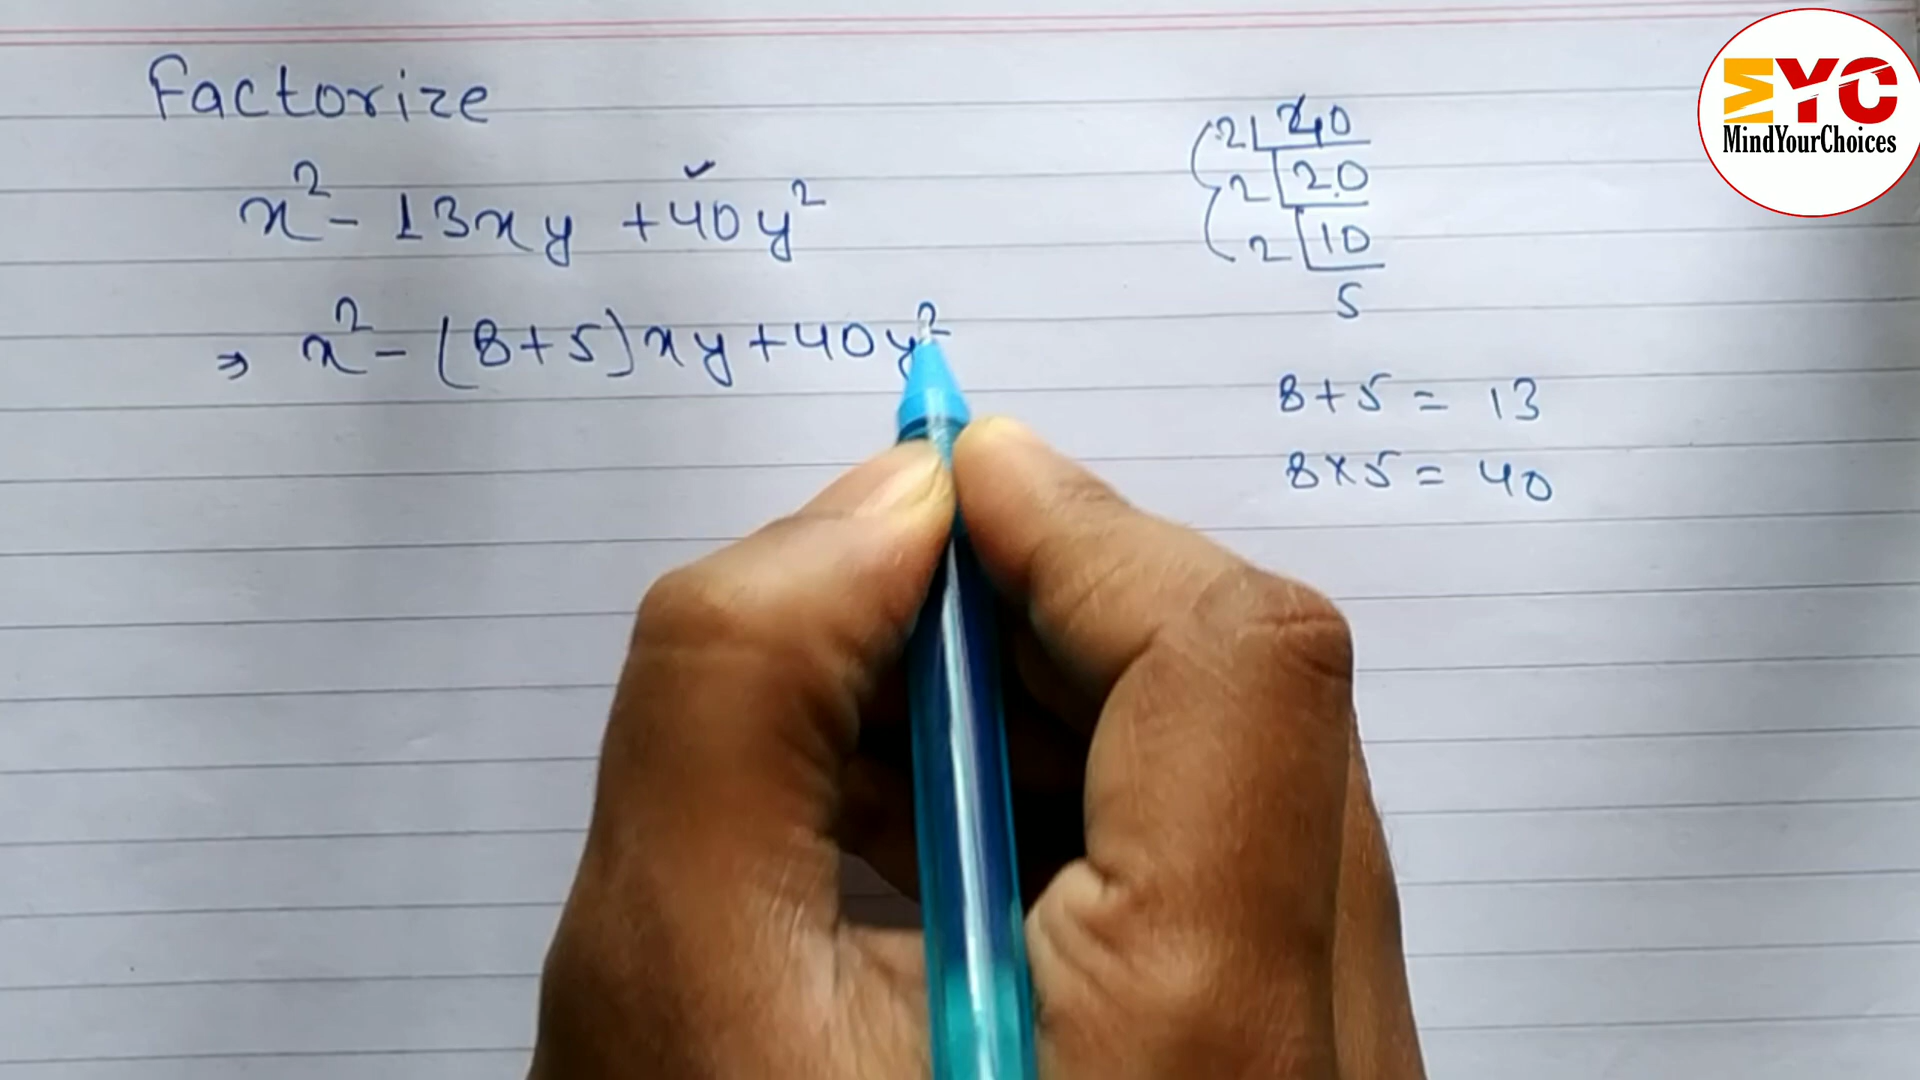 Factorize
x² - 13xy + 40y²
⇒ x² - (8+5)xy + 40y²
2 | 40
2 | 20
2 | 10
5
8+5 = 13
8×5 = 40
MYC
MindYourChoices